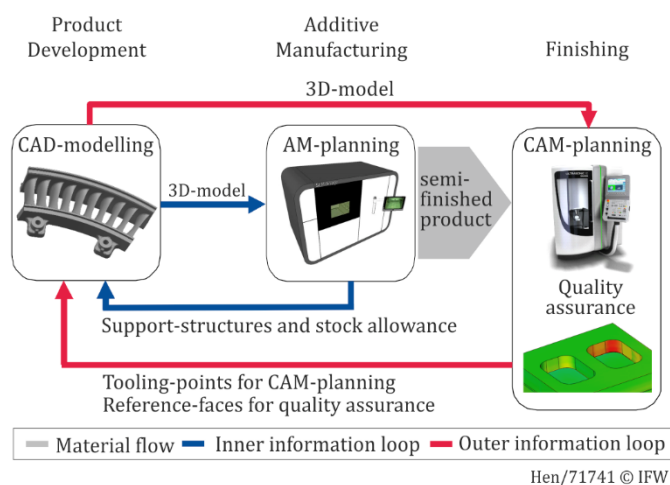 Product
Development
Additive
Manufacturing
Finishing
3D-model
CAD-modelling
AM-planning
CAM-planning
3D-model
semi-
finished
product
Quality
assurance
Support-structures and stock allowance
Tooling-points for CAM-planning
Reference-faces for quality assurance
Material flow
Inner information loop
Outer information loop
Hen/71741 © IFW